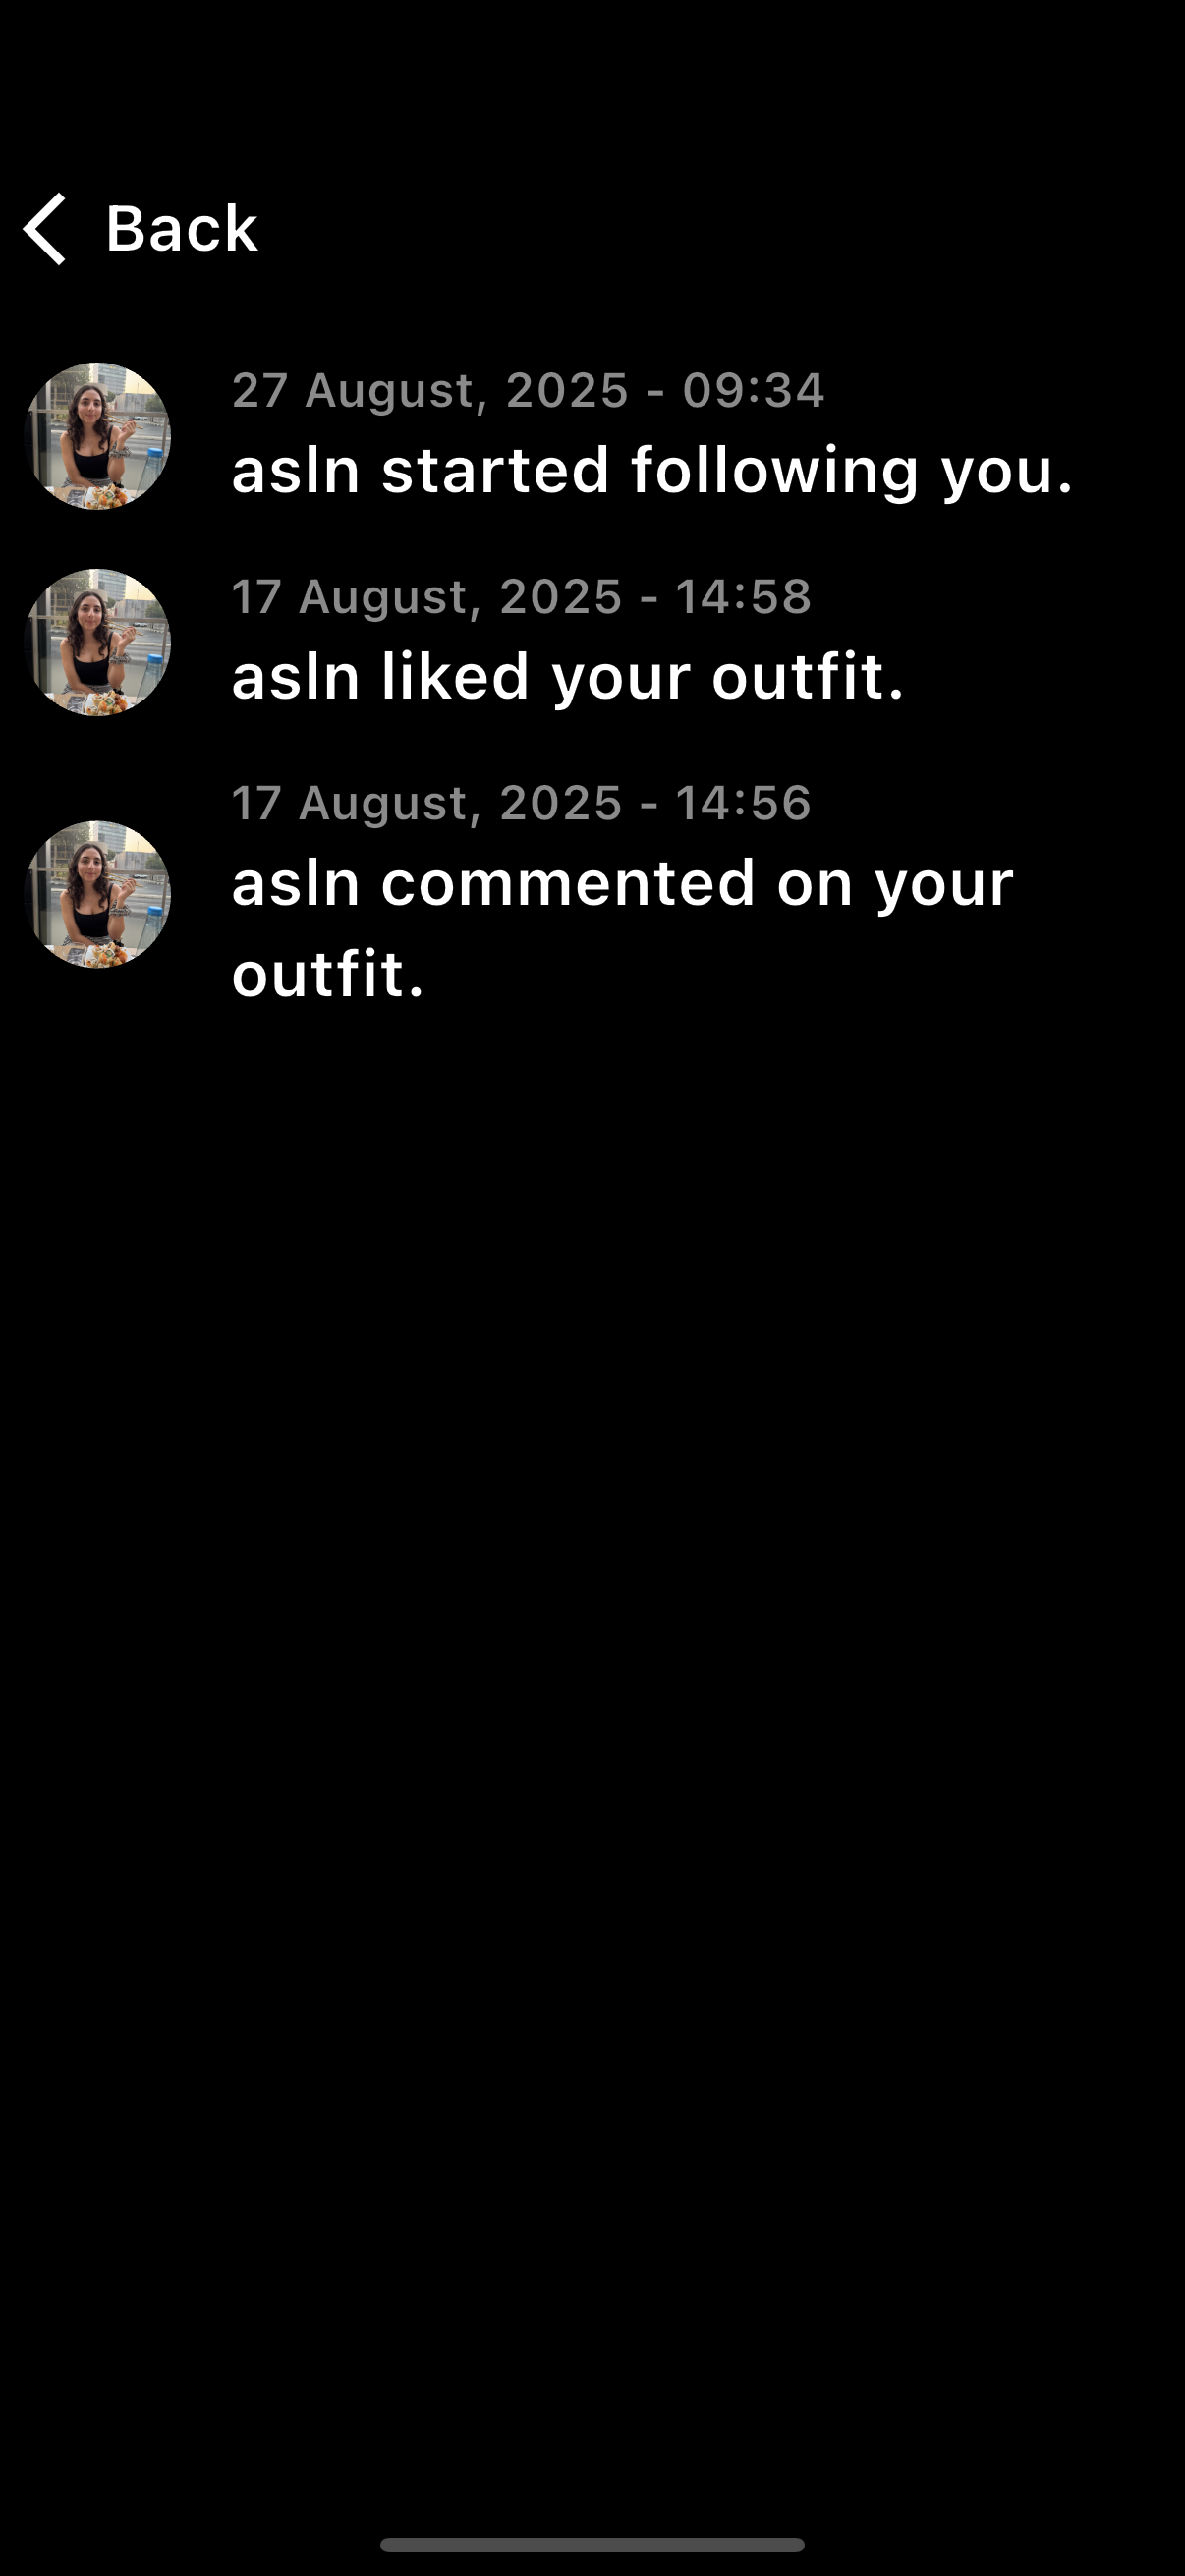 Back
27 August, 2025 - 09:34
asln started following you.
17 August, 2025 - 14:58
asln liked your outfit.
17 August, 2025 - 14:56
asln commented on your
outfit.